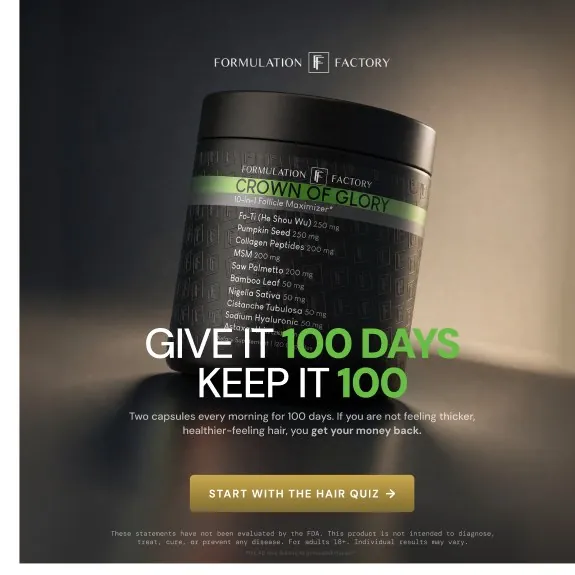 FORMULATION FF FACTORY
FORMULATION FF FACTORY
CROWN OF GLORY
10-in-1 Follicle Maximizer*
Fo-Ti (He Shou Wu) 250 mg
Pumpkin Seed 250 mg
Collagen Peptides 200 mg
MSM 200 mg
Saw Palmetto 200 mg
Bamboo Leaf 50 mg
Nigella Sativa 50 mg
Cistanche Tubulosa 50 mg
Sodium Hyaluronic 50 mg
GIVE IT 100 DAYS
KEEP IT 100
Two capsules every morning for 100 days. If you are not feeling thicker,
healthier-feeling hair, you get your money back.
START WITH THE HAIR QUIZ →
These statements have not been evaluated by the FDA. This product is not intended to diagnose,
treat, cure, or prevent any disease. For adults 18+. Individual results may vary.